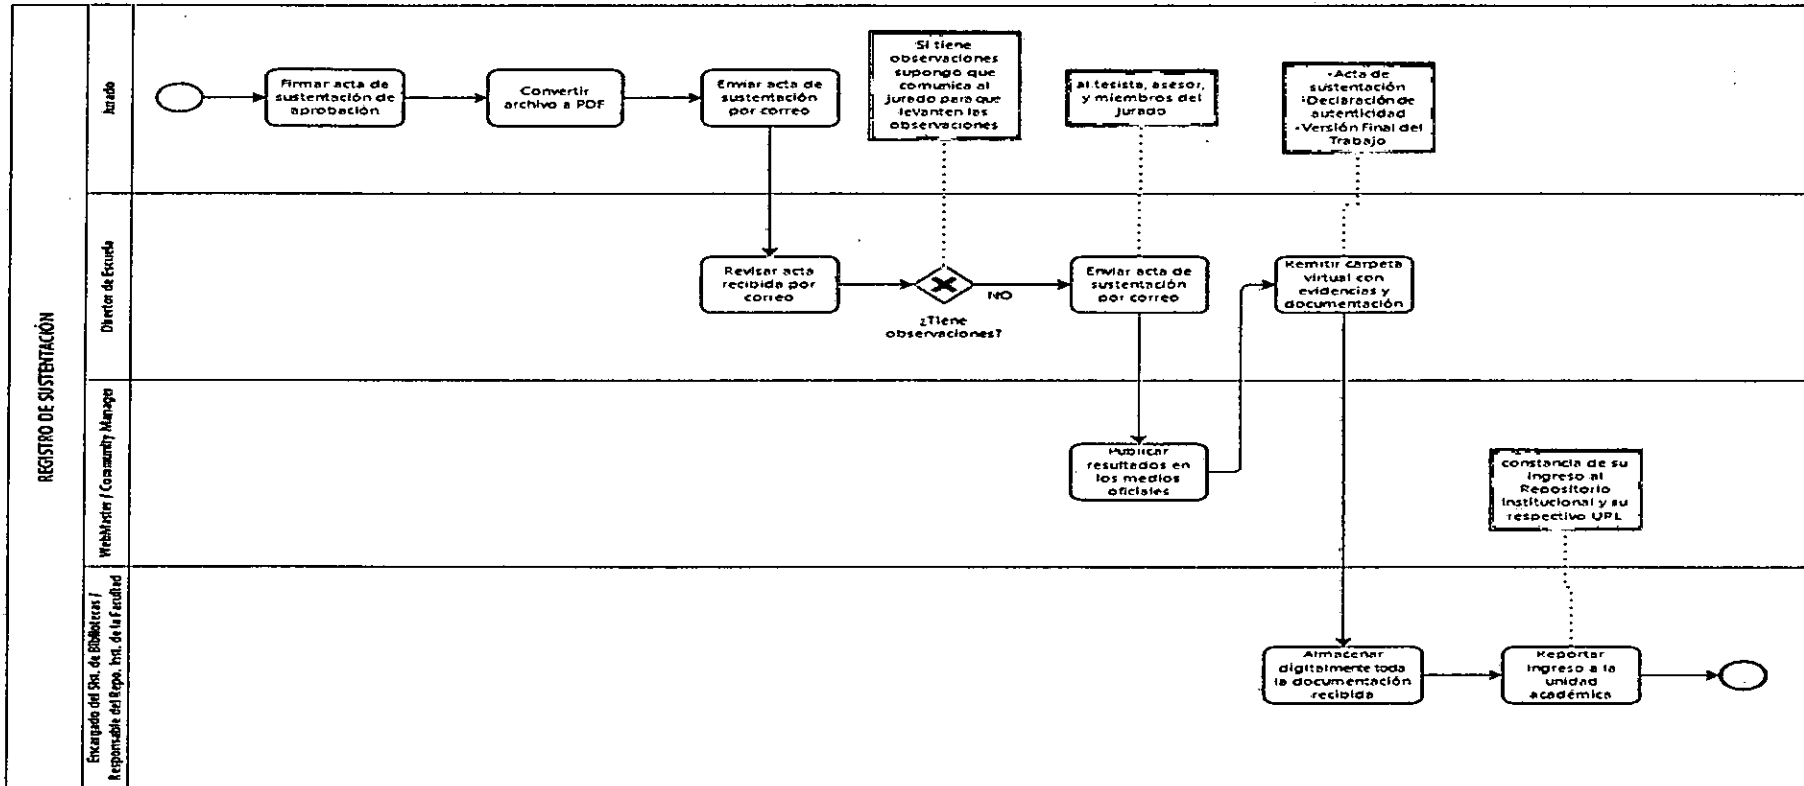 REGISTRO DE SUSTENTACIÓN
Jurado
Firmar acta de
sustentación de
aprobación
Convertir
archivo a PDF
Enviar acta de
sustentación
por correo
Si tiene
observaciones
supongo que
comunica al
jurado para que
levanten las
observaciones
al tesista, asesor,
y miembros del
Jurado
•Acta de
sustentación
•Declaración de
autenticidad
•Versión Final del
Trabajo
Director de Escuela
Revisar acta
recibida por
correo
¿Tiene
observaciones?
NO
Enviar acta de
sustentación
por correo
Remitir carpeta
virtual con
evidencias y
documentación
WebMaster / Community Manager
Publicar
resultados en
los medios
oficiales
constancia de su
ingreso al
Repositorio
Institucional y su
respectivo URL
Encargado del Sist. de Bibliotecas /
Responsable del Repo. Inst. de la Facultad
Almacenar
digitalmente toda
la documentación
recibida
Reportar
ingreso a la
unidad
académica